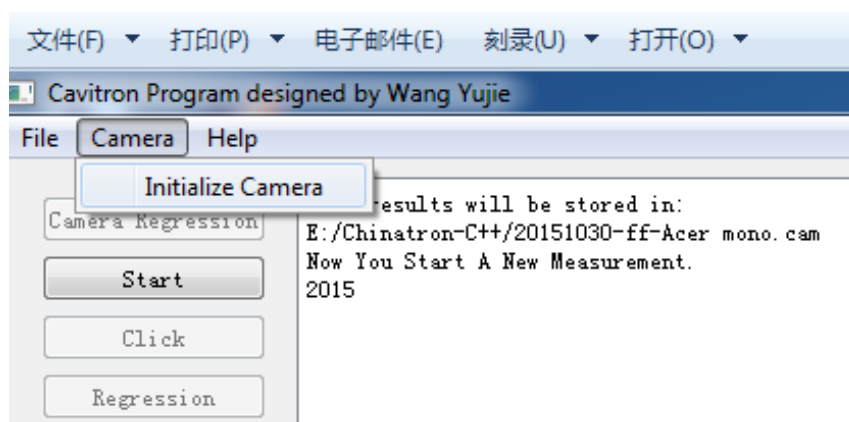 文件(F) 打印(P) 电子邮件(E) 刻录(U) 打开(O)
Cavitron Program designed by Wang Yujie
File Camera Help
Initialize Camera
results will be stored in:
Camera Regression
E:/Chinatron-C++/20151030-ff-Acer mono.cam
Now You Start A New Measurement.
Start
2015
Click
Regression